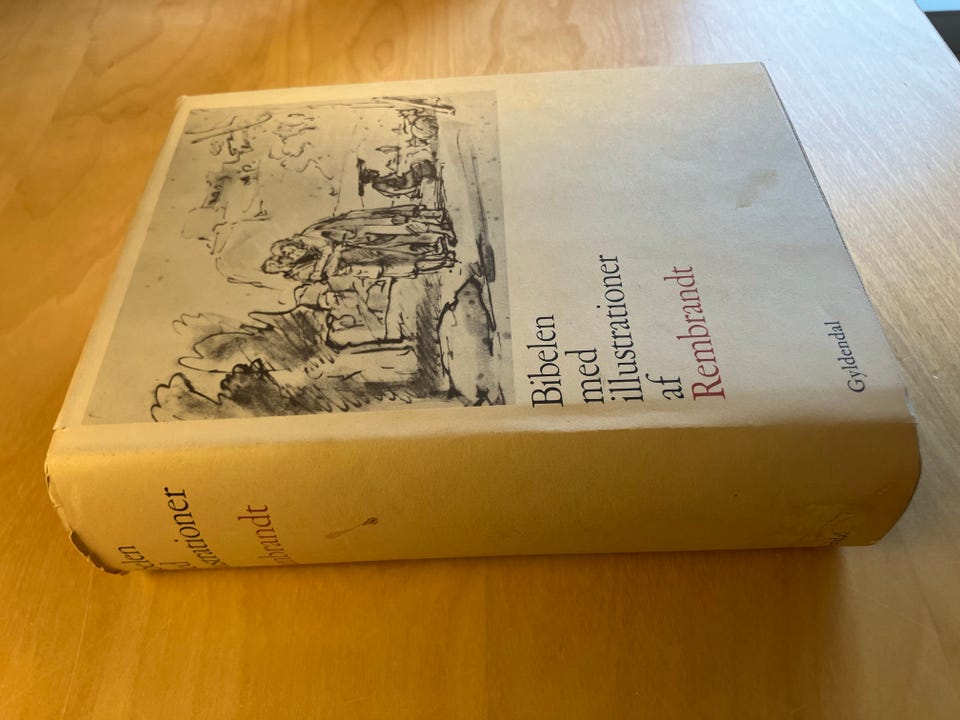 Bibelen
med
illustrationer
af
Rembrandt
Gyldendal